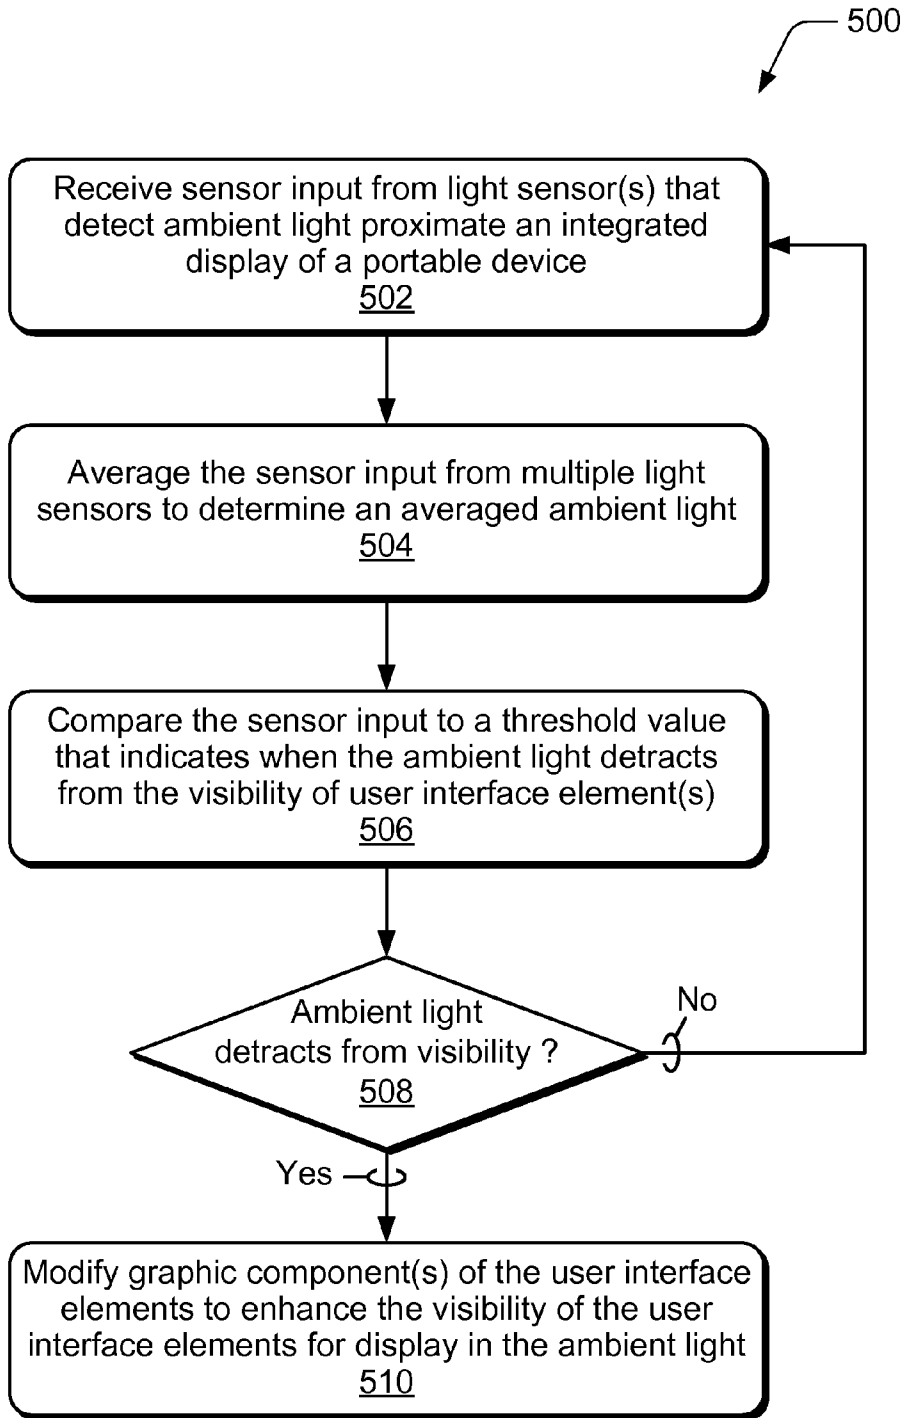 500
Receive sensor input from light sensor(s) that
detect ambient light proximate an integrated
display of a portable device
502
Average the sensor input from multiple light
sensors to determine an averaged ambient light
504
Compare the sensor input to a threshold value
that indicates when the ambient light detracts
from the visibility of user interface element(s)
506
Ambient light
detracts from visibility ?
508
No
Yes
Modify graphic component(s) of the user interface
elements to enhance the visibility of the user
interface elements for display in the ambient light
510